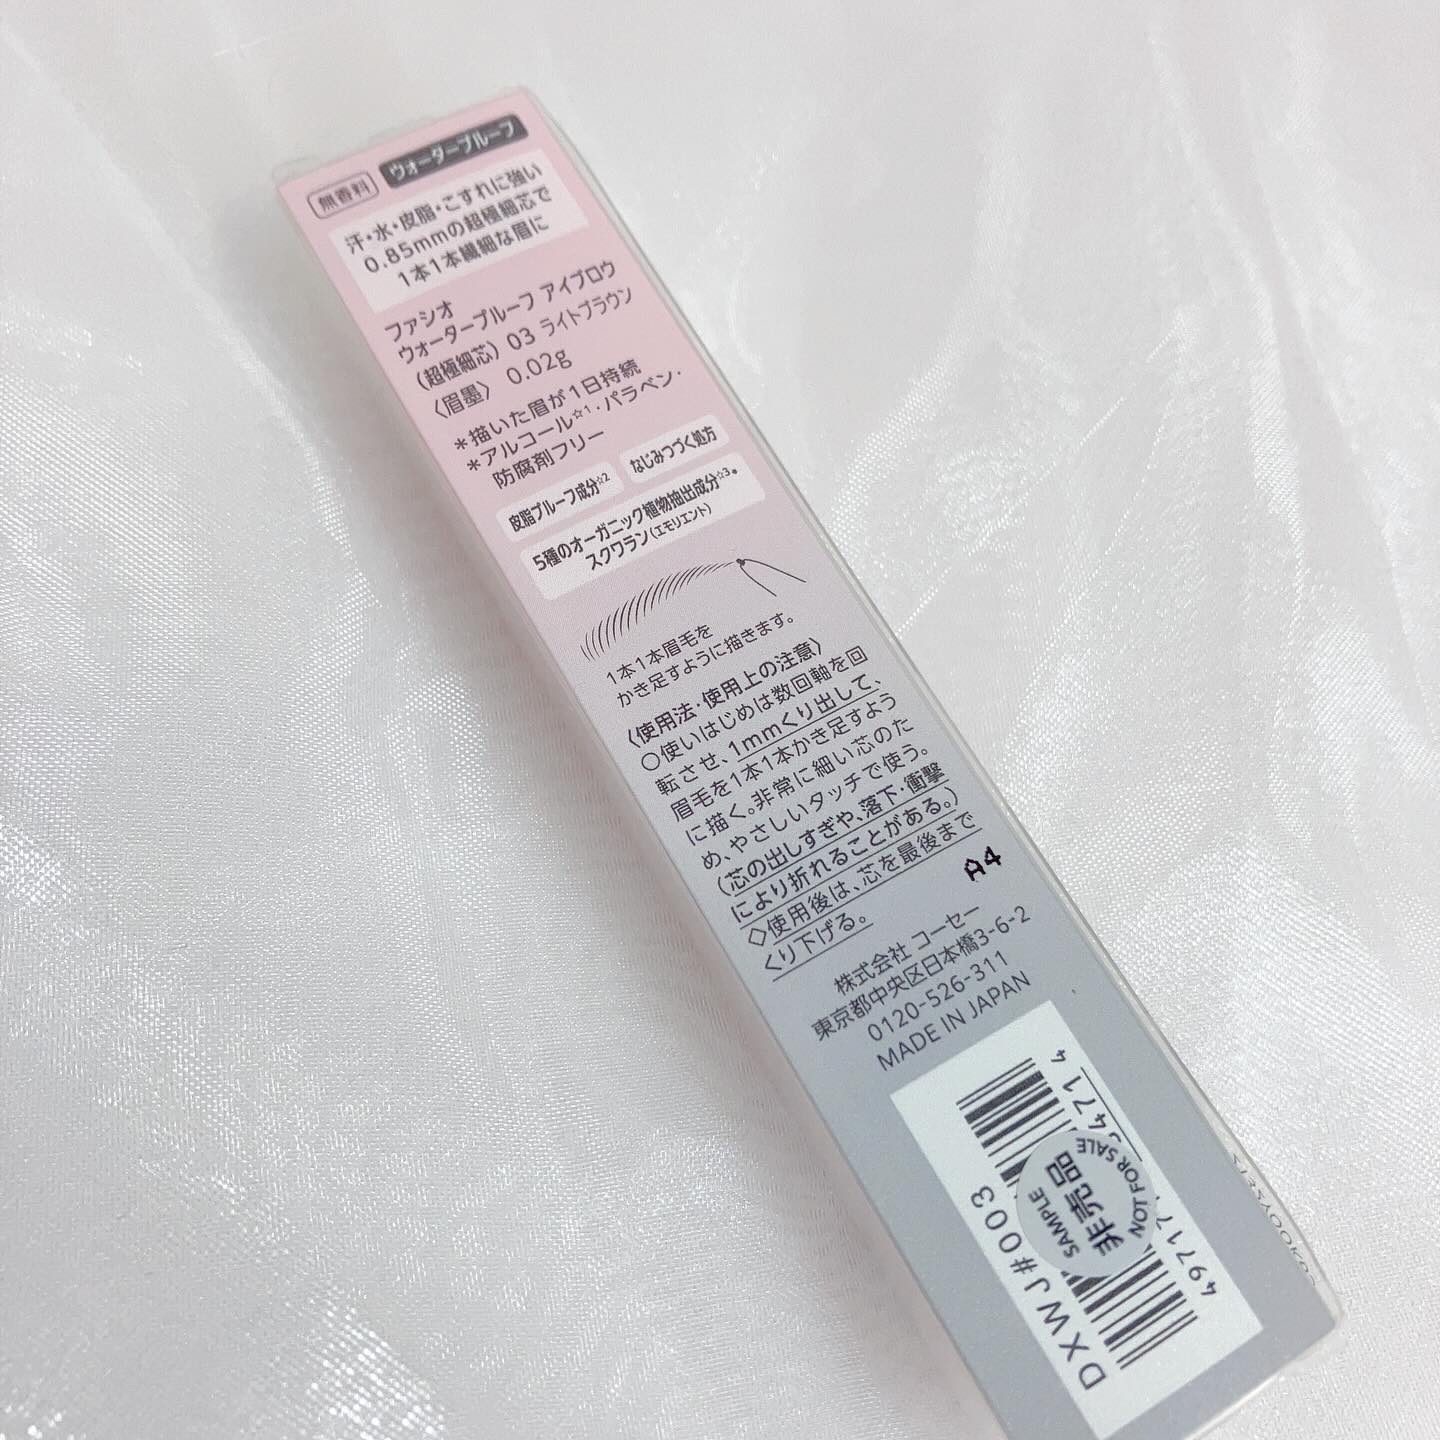 無香料 ウォータープルーフ
汗・水・皮脂・こすれに強い
0.85mmの超極細芯で
1本1本繊細な眉に
ファシオ
ウォータープルーフ アイブロウ
（超極細芯） 03 ライトブラウン
〈眉墨〉 0.02g
＊描いた眉が1日持続
＊アルコール☆1・パラベン・
防腐剤フリー
皮脂プルーフ成分☆2 なじみつづく処方
5種のオーガニック植物抽出成分☆3。
スクワラン(エモリエント)
1本1本眉毛を
かき足すように描きます。
〈使用法・使用上の注意〉
○使いはじめは数回軸を回
転させ、1mmくり出して、
眉毛を1本1本かき足すよう
に描く。非常に細い芯のた
め、やさしいタッチで使う。
（芯の出しすぎや、落下・衝撃
により折れることがある。）
◇使用後は、芯を最後まで
くり下げる。
A4
株式会社 コーセー
東京都中央区日本橋3-6-2
0120-526-311
MADE IN JAPAN
DXWJ#003
SAMPLE
非売品
NOT FOR SALE